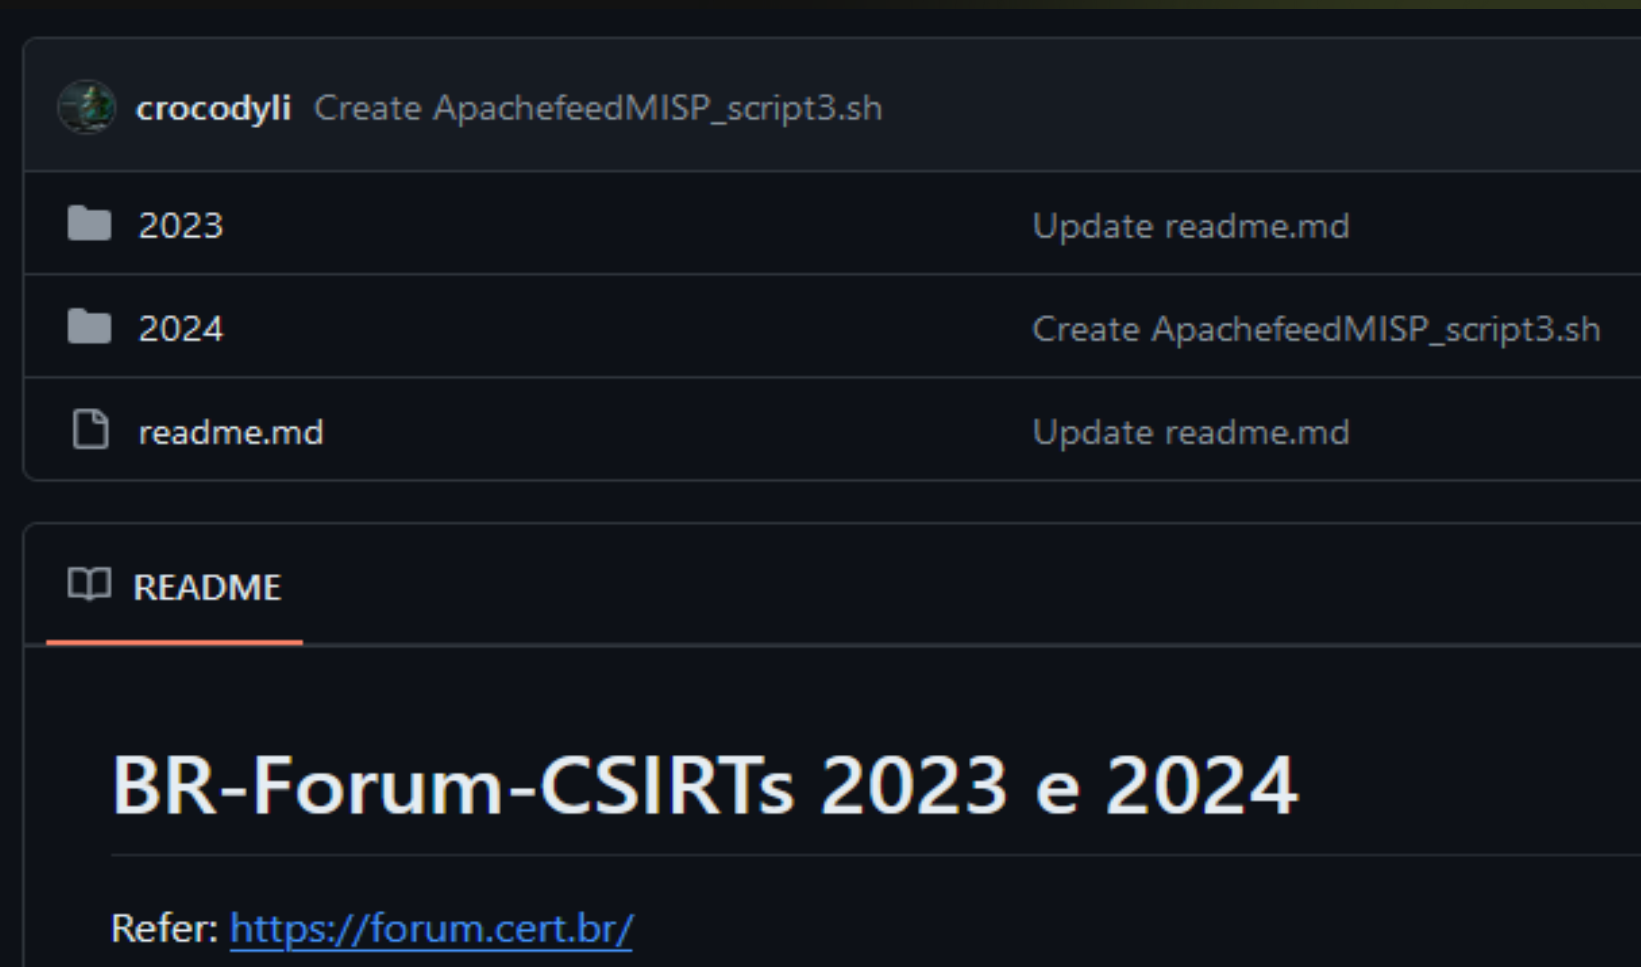 crocodyli Create ApachefeedMISP_script3.sh
2023 Update readme.md
2024 Create ApachefeedMISP_script3.sh
readme.md Update readme.md
README
BR-Forum-CSIRTs 2023 e 2024
Refer: https://forum.cert.br/